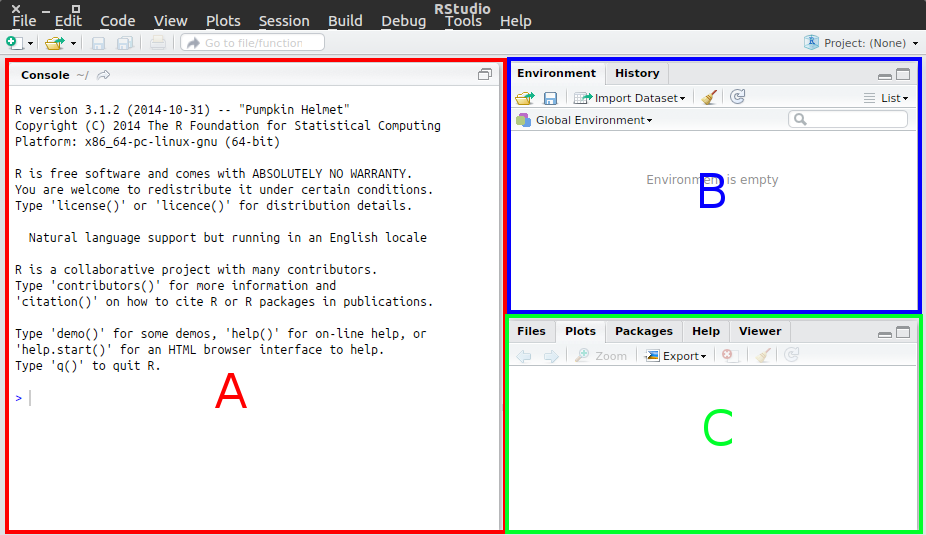 RStudio
File Edit Code View Plots Session Build Debug Tools Help
Go to file/function
Project: (None)
Console ~/
R version 3.1.2 (2014-10-31) -- "Pumpkin Helmet"
Copyright (C) 2014 The R Foundation for Statistical Computing
Platform: x86_64-pc-linux-gnu (64-bit)
R is free software and comes with ABSOLUTELY NO WARRANTY.
You are welcome to redistribute it under certain conditions.
Type 'license()' or 'licence()' for distribution details.
Natural language support but running in an English locale
R is a collaborative project with many contributors.
Type 'contributors()' for more information and
'citation()' on how to cite R or R packages in publications.
Type 'demo()' for some demos, 'help()' for on-line help, or
'help.start()' for an HTML browser interface to help.
Type 'q()' to quit R.
>
A
Environment History
Import Dataset List
Global Environment
Environment is empty
B
Files Plots Packages Help Viewer
Zoom Export
C